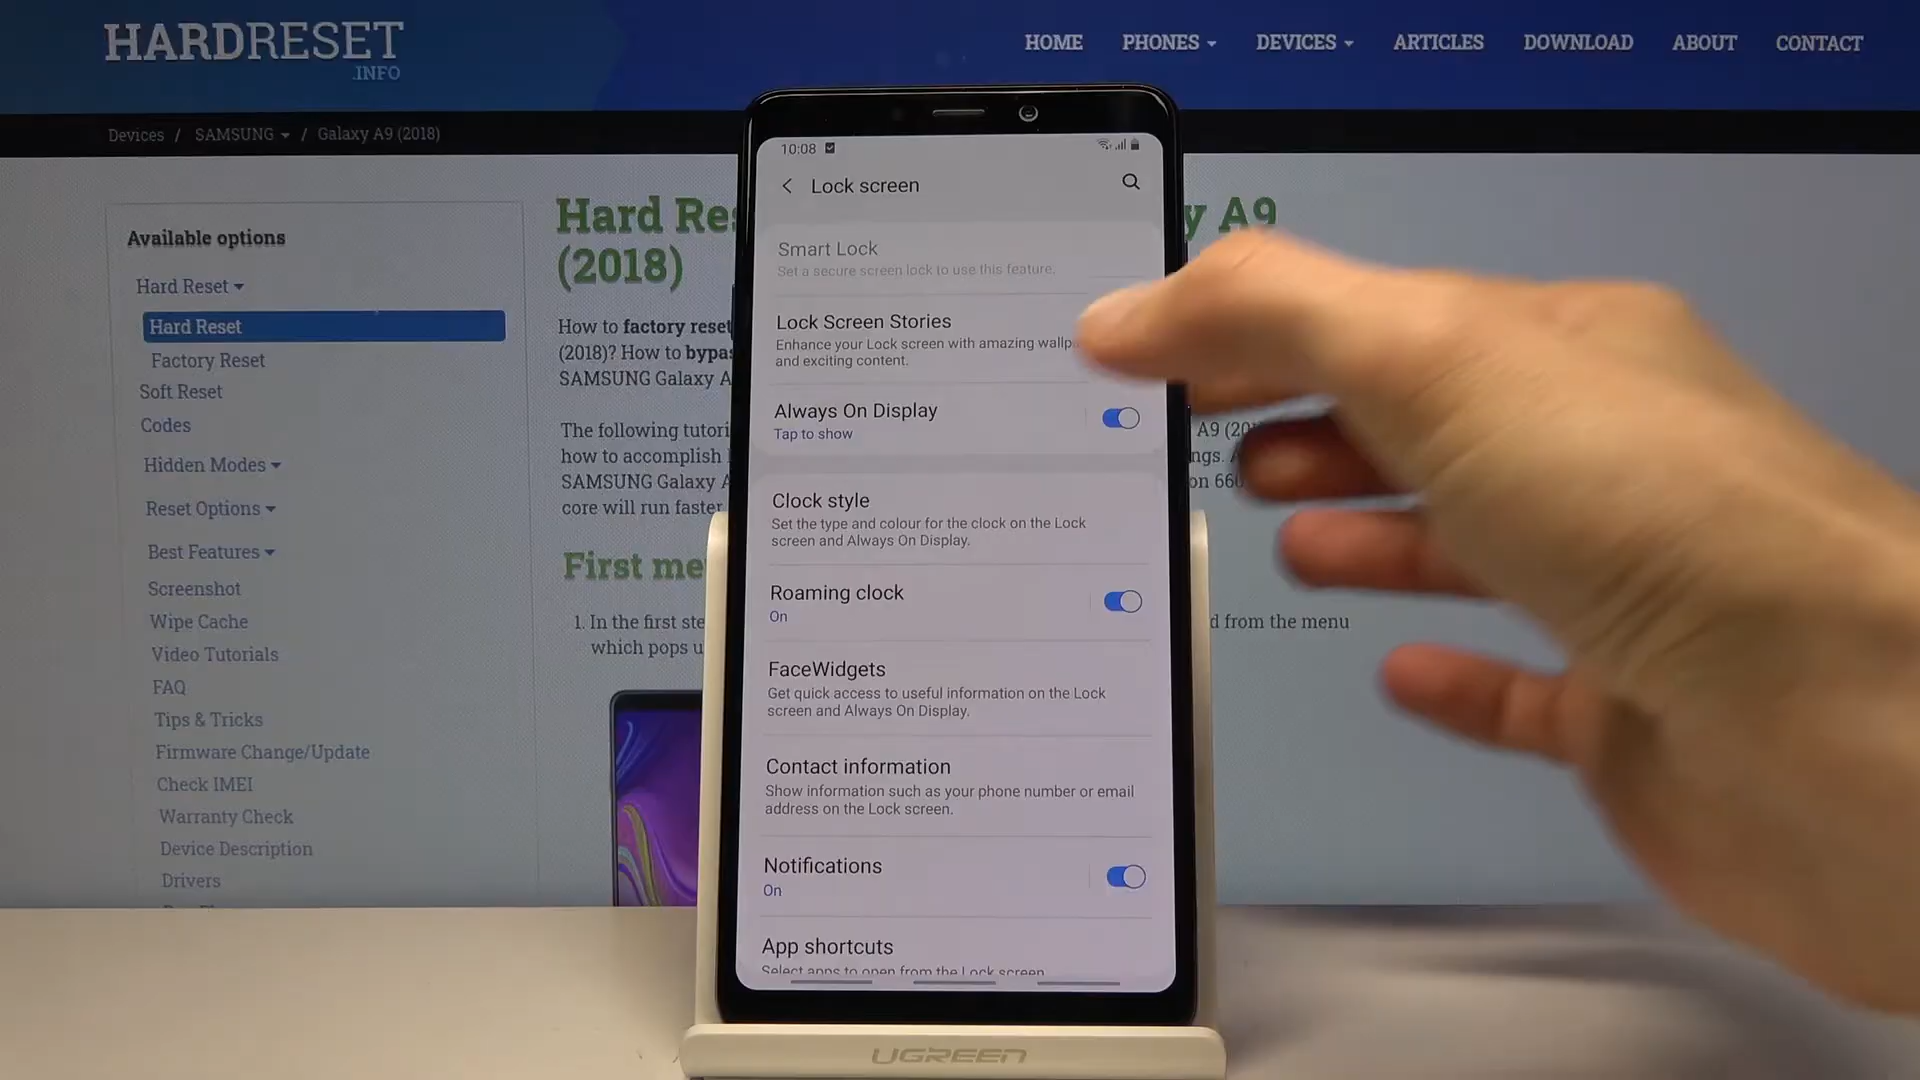 HARDRESET
.INFO
HOME PHONES DEVICES ARTICLES DOWNLOAD ABOUT CONTACT
Devices / SAMSUNG / Galaxy A9 (2018)
Available options
Hard Reset
Hard Reset
Factory Reset
Soft Reset
Codes
Hidden Modes
Reset Options
Best Features
Screenshot
Wipe Cache
Video Tutorials
FAQ
Tips & Tricks
Firmware Change/Update
Check IMEI
Warranty Check
Device Description
Drivers
Hard Res y A9
(2018)
How to factory reset
(2018)? How to bypas
SAMSUNG Galaxy A
The following tutori A9 (20
how to accomplish ngs.
SAMSUNG Galaxy A on 660
core will run faster
First me
1. In the first ste d from the menu
which pops u
10:08
Lock screen
Smart Lock
Set a secure screen lock to use this feature.
Lock Screen Stories
Enhance your Lock screen with amazing wallp
and exciting content.
Always On Display
Tap to show
Clock style
Set the type and colour for the clock on the Lock
screen and Always On Display.
Roaming clock
On
FaceWidgets
Get quick access to useful information on the Lock
screen and Always On Display.
Contact information
Show information such as your phone number or email
address on the Lock screen.
Notifications
On
App shortcuts
Select apps to open from the Lock screen
UGREEN